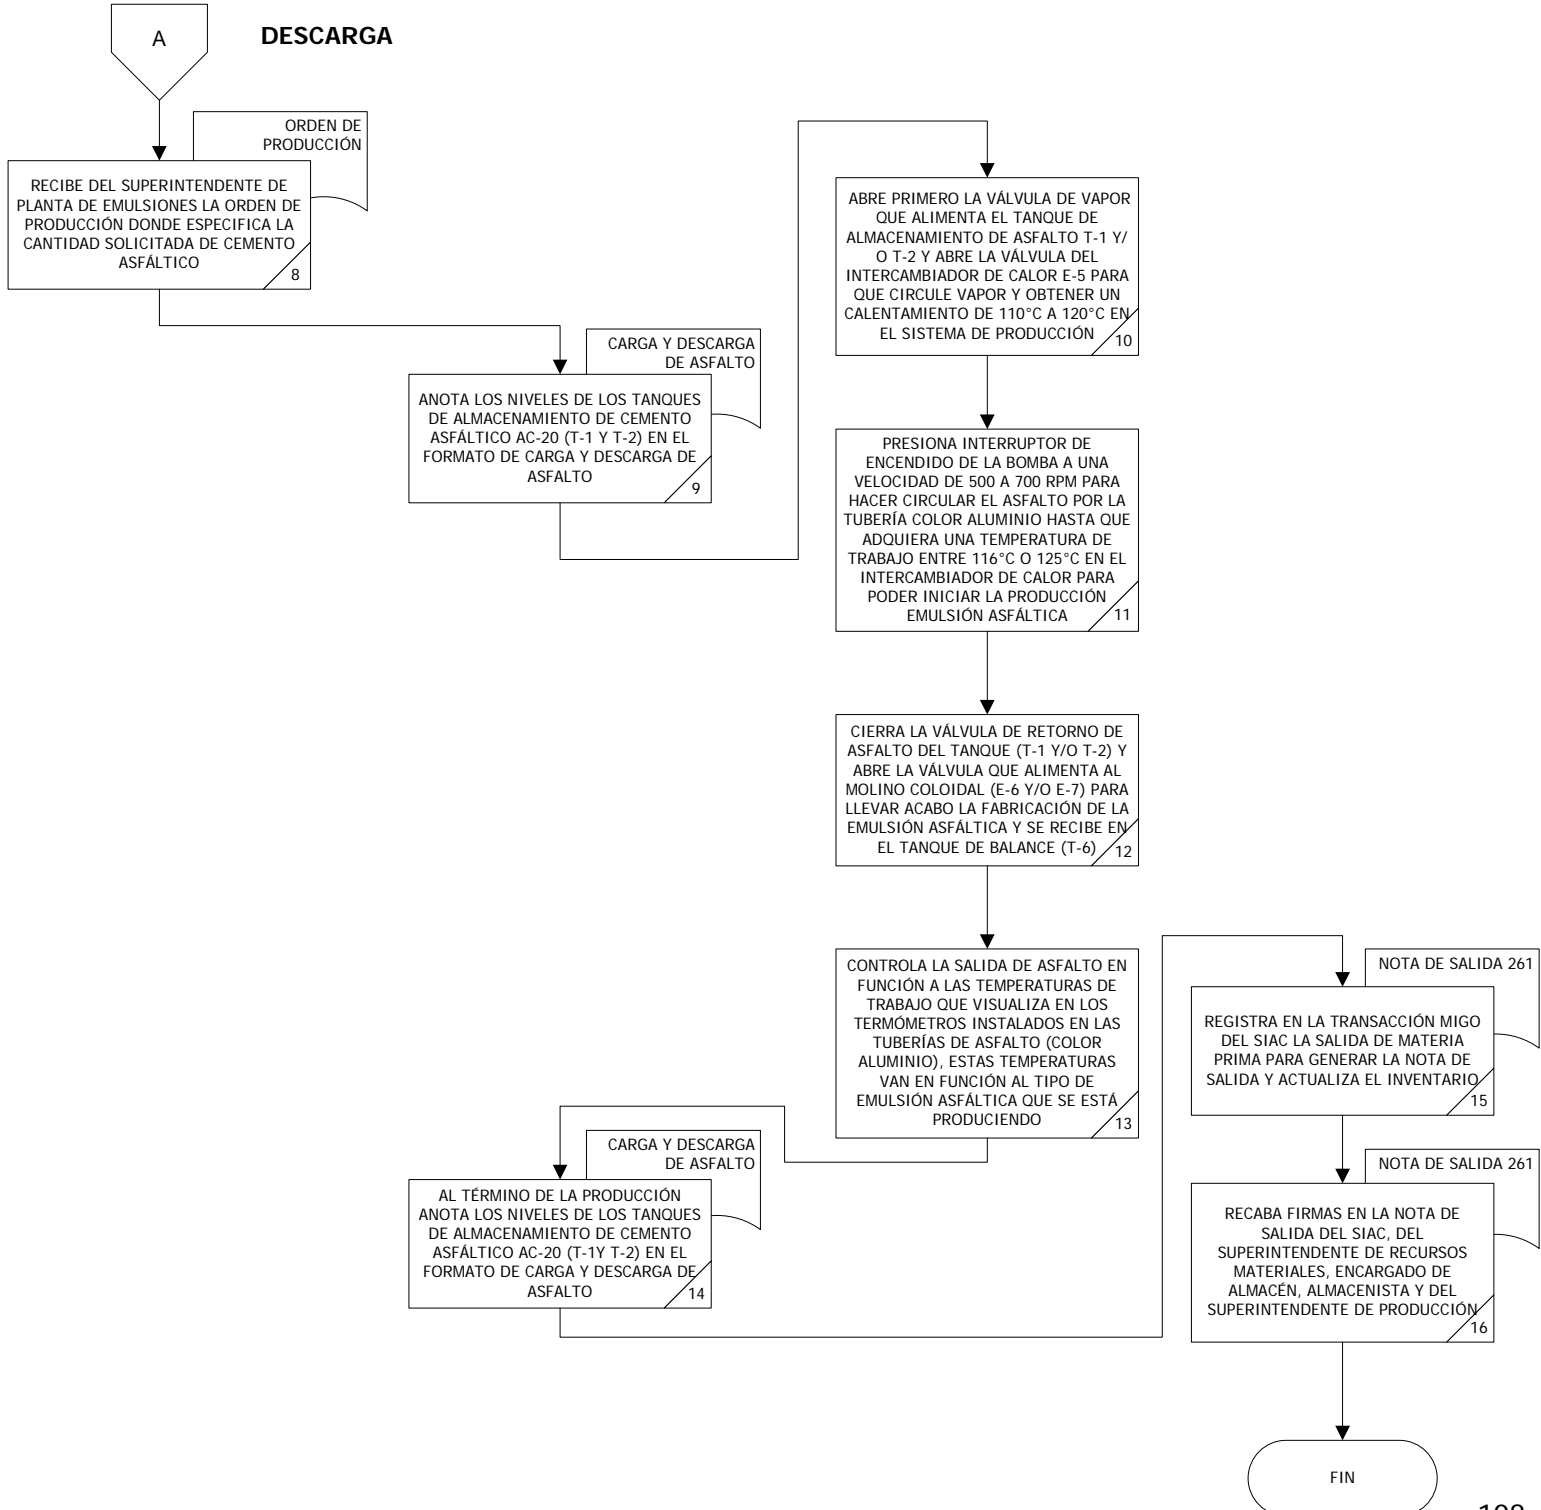 A
DESCARGA
ORDEN DE
PRODUCCIÓN
RECIBE DEL SUPERINTENDENTE DE
PLANTA DE EMULSIONES LA ORDEN DE
PRODUCCIÓN DONDE ESPECIFICA LA
CANTIDAD SOLICITADA DE CEMENTO
ASFÁLTICO
8
CARGA Y DESCARGA
DE ASFALTO
ANOTA LOS NIVELES DE LOS TANQUES
DE ALMACENAMIENTO DE CEMENTO
ASFÁLTICO AC-20 (T-1 Y T-2) EN EL
FORMATO DE CARGA Y DESCARGA DE
ASFALTO
9
ABRE PRIMERO LA VÁLVULA DE VAPOR
QUE ALIMENTA EL TANQUE DE
ALMACENAMIENTO DE ASFALTO T-1 Y/
O T-2 Y ABRE LA VÁLVULA DEL
INTERCAMBIADOR DE CALOR E-5 PARA
QUE CIRCULE VAPOR Y OBTENER UN
CALENTAMIENTO DE 110°C A 120°C EN
EL SISTEMA DE PRODUCCIÓN
10
PRESIONA INTERRUPTOR DE
ENCENDIDO DE LA BOMBA A UNA
VELOCIDAD DE 500 A 700 RPM PARA
HACER CIRCULAR EL ASFALTO POR LA
TUBERÍA COLOR ALUMINIO HASTA QUE
ADQUIERA UNA TEMPERATURA DE
TRABAJO ENTRE 116°C O 125°C EN EL
INTERCAMBIADOR DE CALOR PARA
PODER INICIAR LA PRODUCCIÓN
EMULSIÓN ASFÁLTICA
11
CIERRA LA VÁLVULA DE RETORNO DE
ASFALTO DEL TANQUE (T-1 Y/O T-2) Y
ABRE LA VÁLVULA QUE ALIMENTA AL
MOLINO COLOIDAL (E-6 Y/O E-7) PARA
LLEVAR ACABO LA FABRICACIÓN DE LA
EMULSIÓN ASFÁLTICA Y SE RECIBE EN
EL TANQUE DE BALANCE (T-6)
12
CONTROLA LA SALIDA DE ASFALTO EN
FUNCIÓN A LAS TEMPERATURAS DE
TRABAJO QUE VISUALIZA EN LOS
TERMÓMETROS INSTALADOS EN LAS
TUBERÍAS DE ASFALTO (COLOR
ALUMINIO), ESTAS TEMPERATURAS
VAN EN FUNCIÓN AL TIPO DE
EMULSIÓN ASFÁLTICA QUE SE ESTÁ
PRODUCIENDO
13
CARGA Y DESCARGA
DE ASFALTO
AL TÉRMINO DE LA PRODUCCIÓN
ANOTA LOS NIVELES DE LOS TANQUES
DE ALMACENAMIENTO DE CEMENTO
ASFÁLTICO AC-20 (T-1Y T-2) EN EL
FORMATO DE CARGA Y DESCARGA DE
ASFALTO
14
NOTA DE SALIDA 261
REGISTRA EN LA TRANSACCIÓN MIGO
DEL SIAC LA SALIDA DE MATERIA
PRIMA PARA GENERAR LA NOTA DE
SALIDA Y ACTUALIZA EL INVENTARIO
15
NOTA DE SALIDA 261
RECABA FIRMAS EN LA NOTA DE
SALIDA DEL SIAC, DEL
SUPERINTENDENTE DE RECURSOS
MATERIALES, ENCARGADO DE
ALMACÉN, ALMACENISTA Y DEL
SUPERINTENDENTE DE PRODUCCIÓN
16
FIN